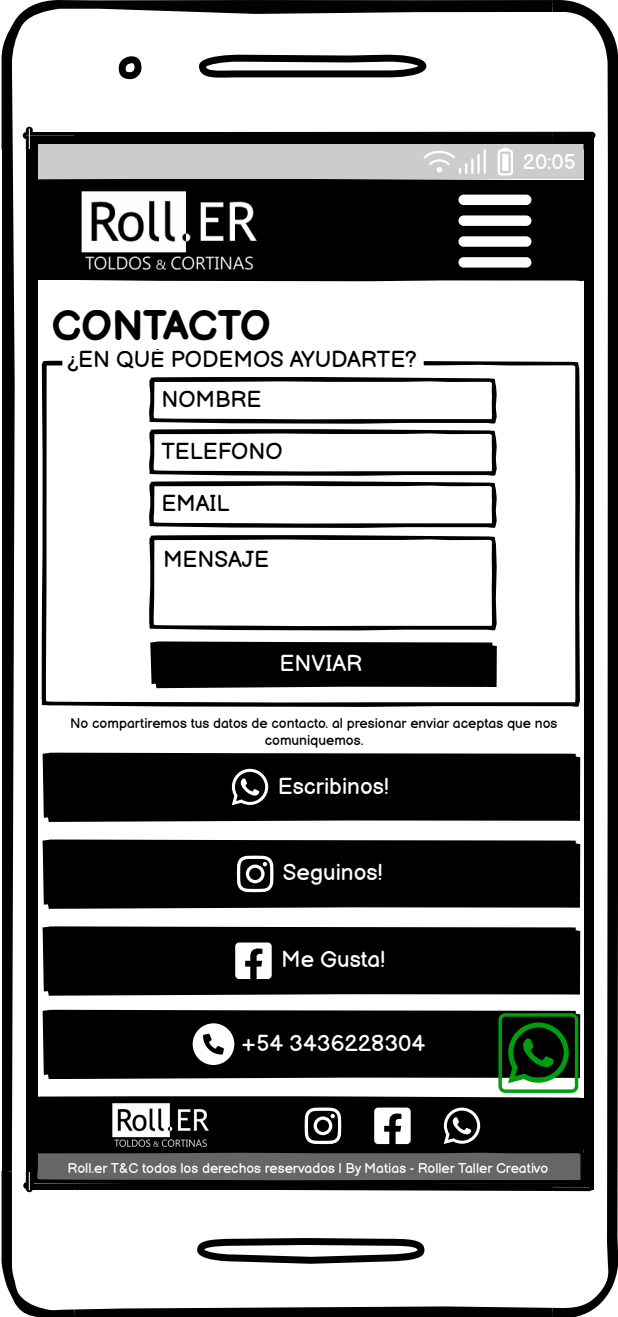 20:05
Roll.ER
TOLDOS & CORTINAS
CONTACTO
¿EN QUÉ PODEMOS AYUDARTE?
NOMBRE
TELEFONO
EMAIL
MENSAJE
ENVIAR
No compartiremos tus datos de contacto. al presionar enviar aceptas que nos
comuniquemos.
Escribinos!
Seguinos!
Me Gusta!
+54 3436228304
Roll.ER
TOLDOS & CORTINAS
Roll.er T&C todos los derechos reservados | By Matias - Roller Taller Creativo